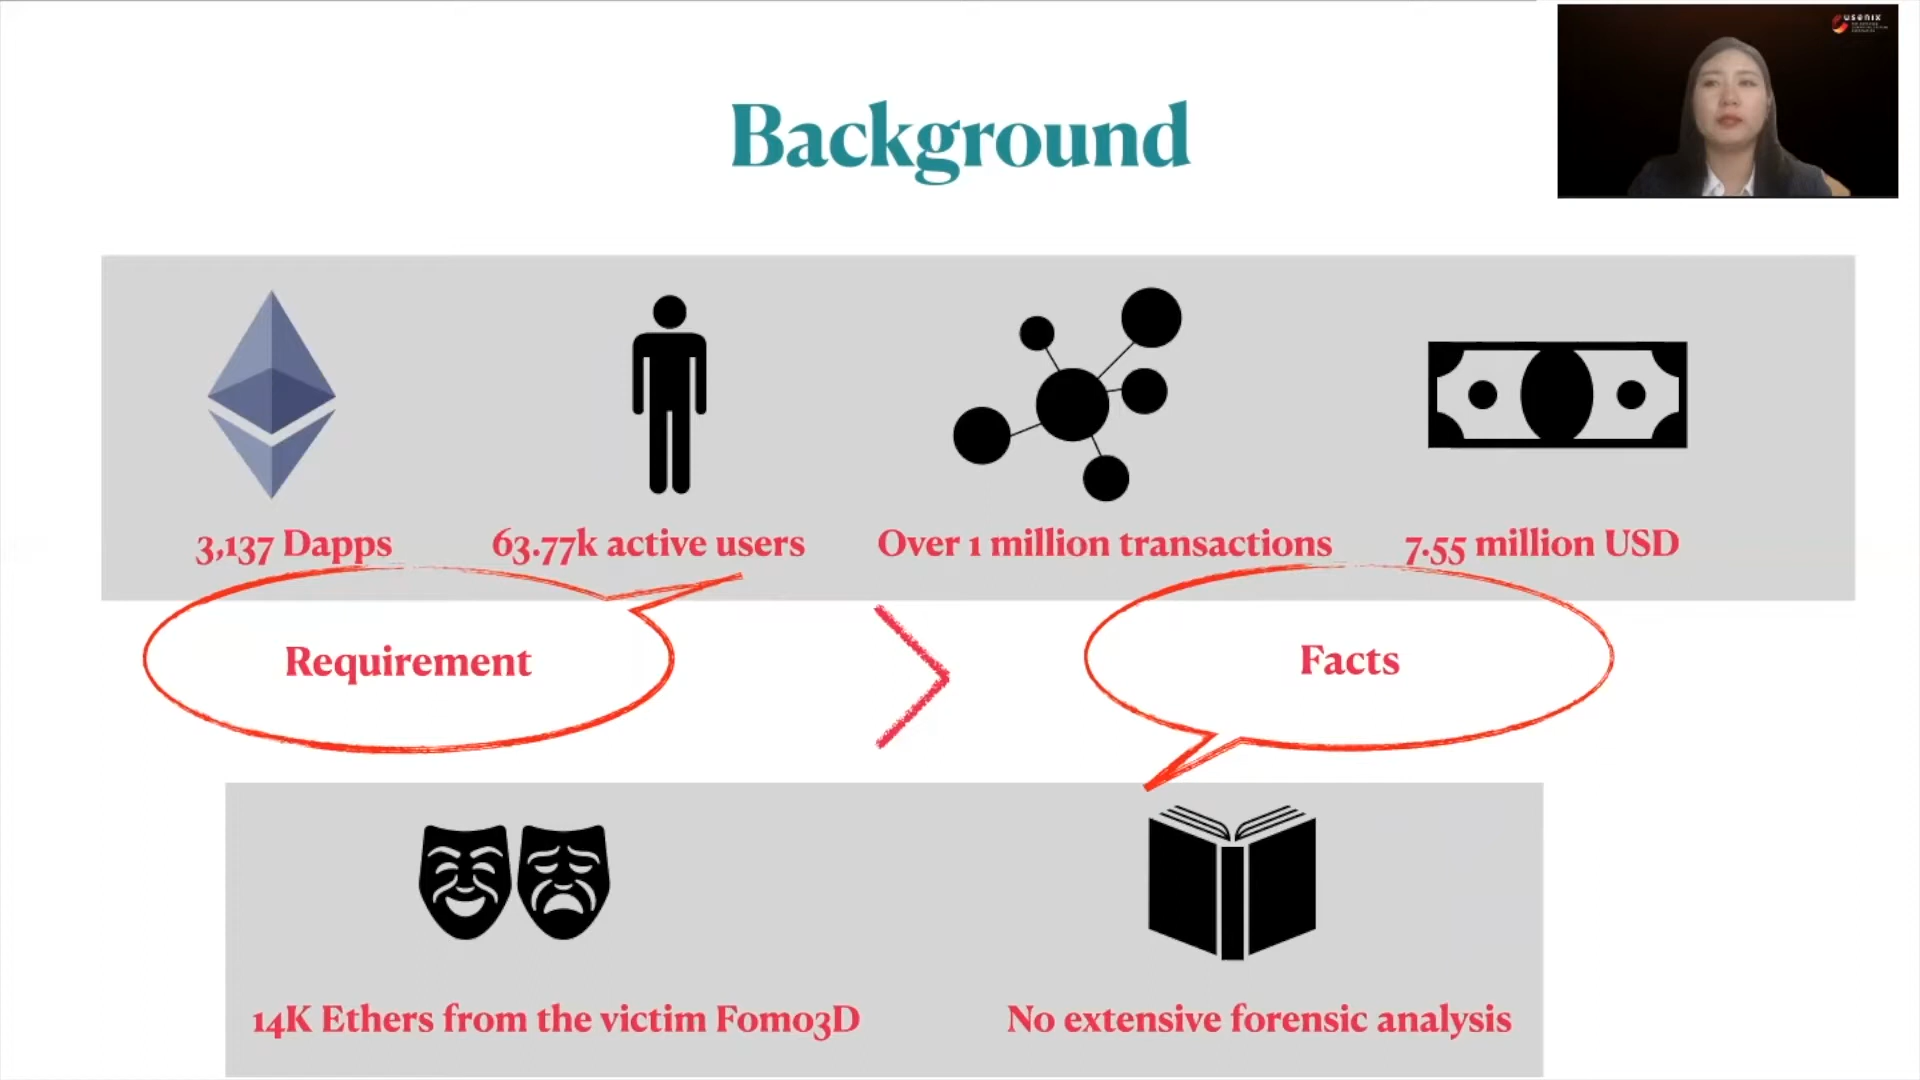 usenix
Background
3,137 Dapps
63.77k active users
Over 1 million transactions
7.55 million USD
Requirement
Facts
14K Ethers from the victim Fomo3D
No extensive forensic analysis